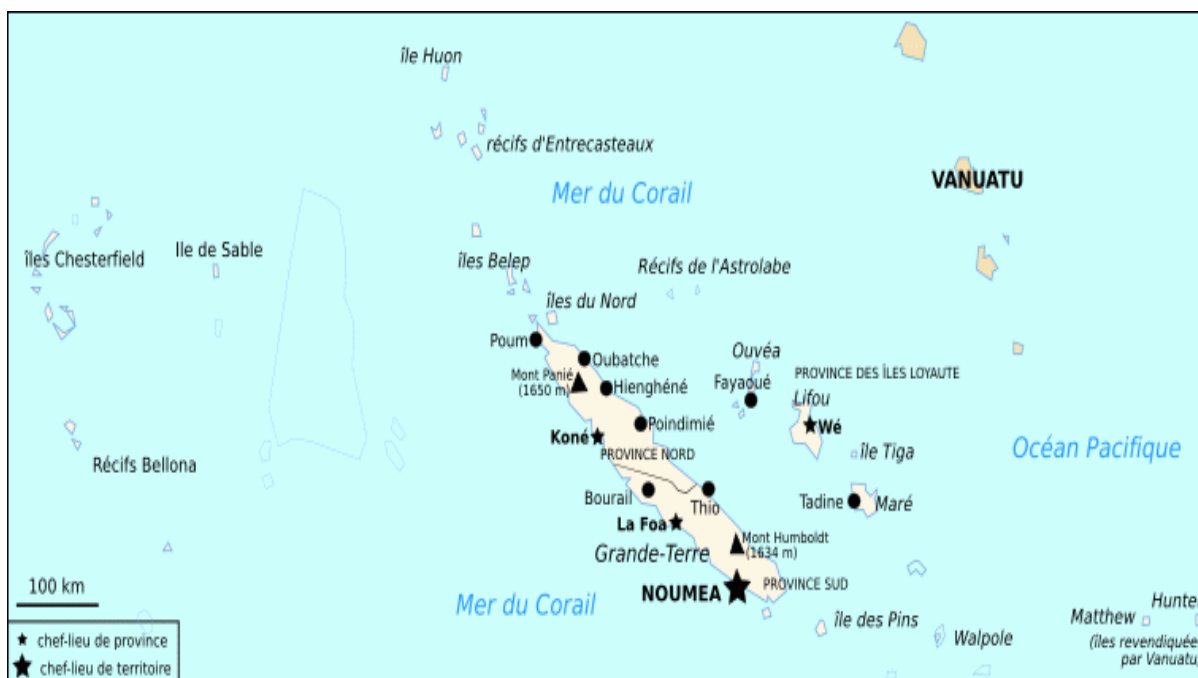 île Huon
récifs d'Entrecasteaux
Mer du Corail
VANUATU
îles Chesterfield
Ile de Sable
îles Belep
Récifs de l'Astrolabe
îles du Nord
Poum
Oubatche
Ouvéa
Mont Panié
(1650 m)
Hienghéné
Fayaoué
PROVINCE DES ÎLES LOYAUTE
Lifou
Poindimié
Wé
Koné
PROVINCE NORD
île Tiga
Océan Pacifique
Récifs Bellona
Bourail
Thio
Tadine
Maré
La Foa
Mont Humboldt
(1634 m)
Grande-Terre
100 km
NOUMEA
PROVINCE SUD
Mer du Corail
île des Pins
Walpole
Matthew
Hunter
(îles revendiquées
par Vanuatu)
chef-lieu de province
chef-lieu de territoire